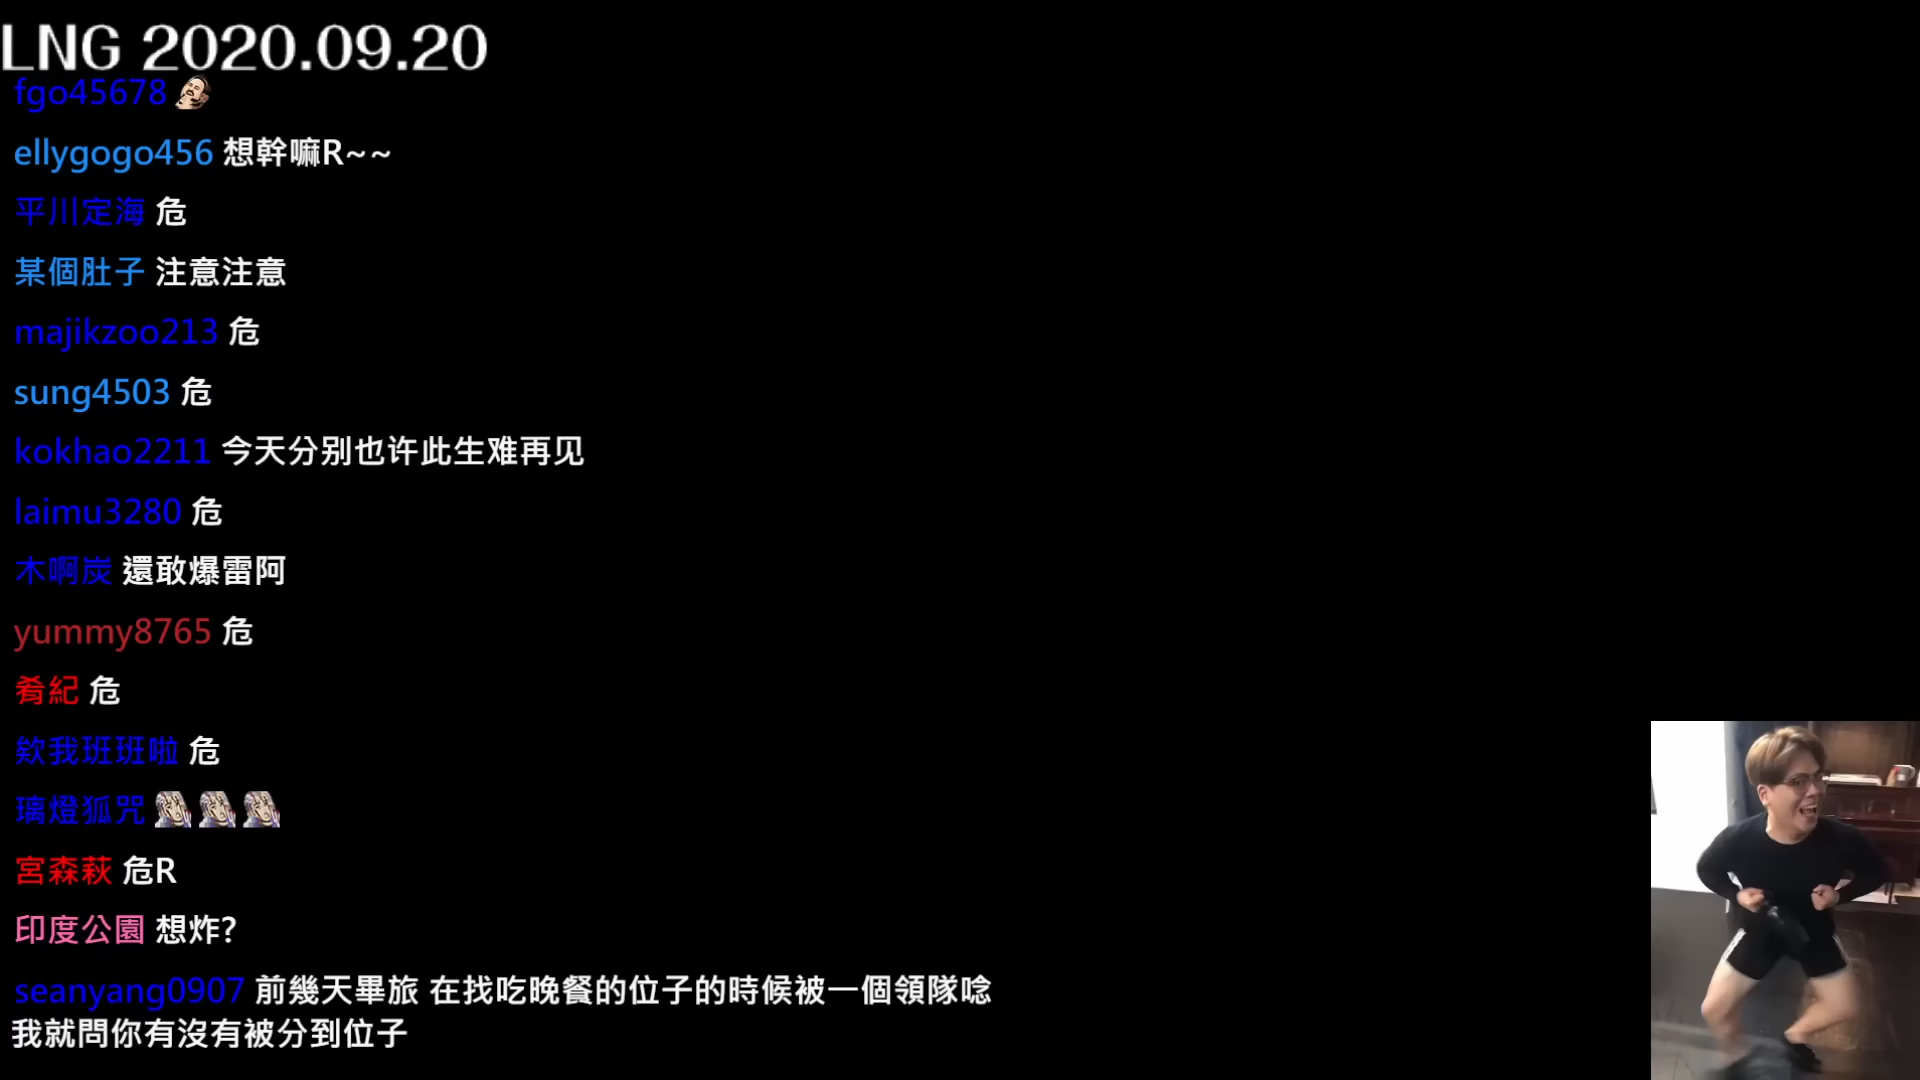 LNG 2020.09.20
fgo45678
ellygogo456 想幹嘛R~~
平川定海 危
某個肚子 注意注意
majikzoo213 危
sung4503 危
kokhao2211 今天分别也许此生难再见
laimu3280 危
木啊炭 還敢爆雷阿
yummy8765 危
肴紀 危
欸我班班啦 危
璃燈狐咒
宮森萩 危R
印度公園 想炸?
seanyang0907 前幾天畢旅 在找吃晚餐的位子的時候被一個領隊唸
我就問你有沒有被分到位子